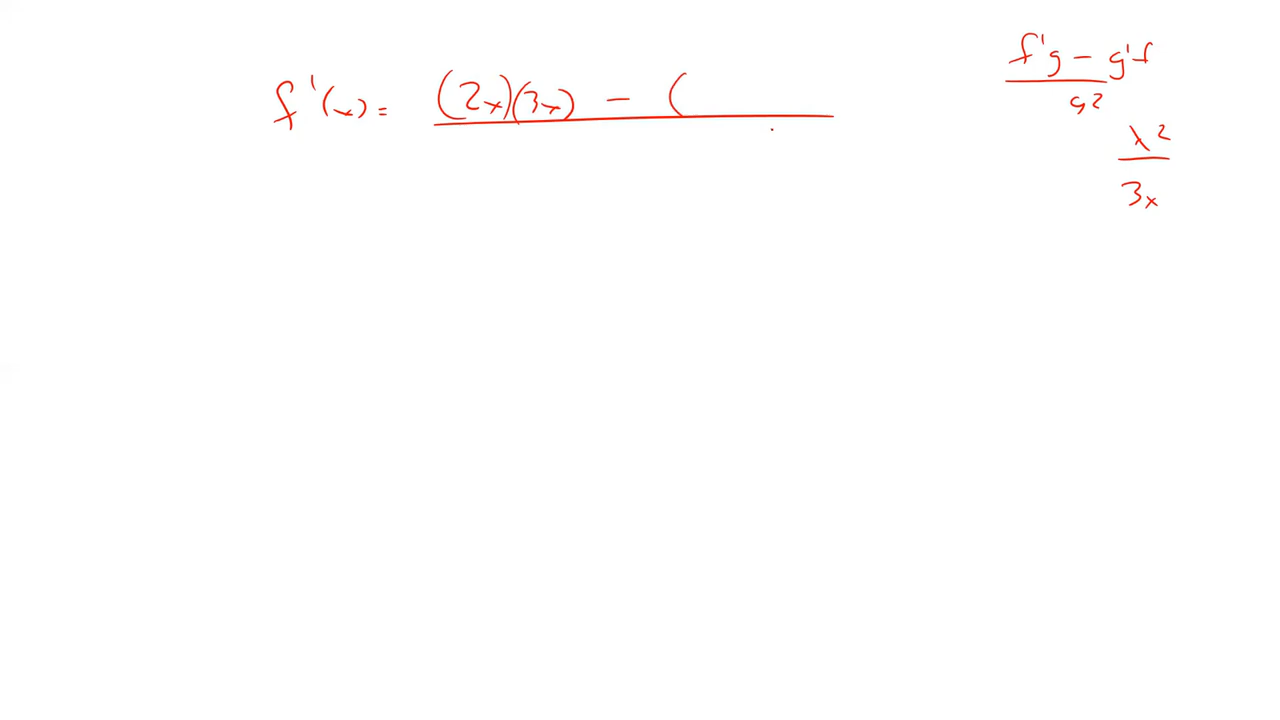 f'(x) = (2x)(3x) − (
f'g − g'f
g²
x²
3x